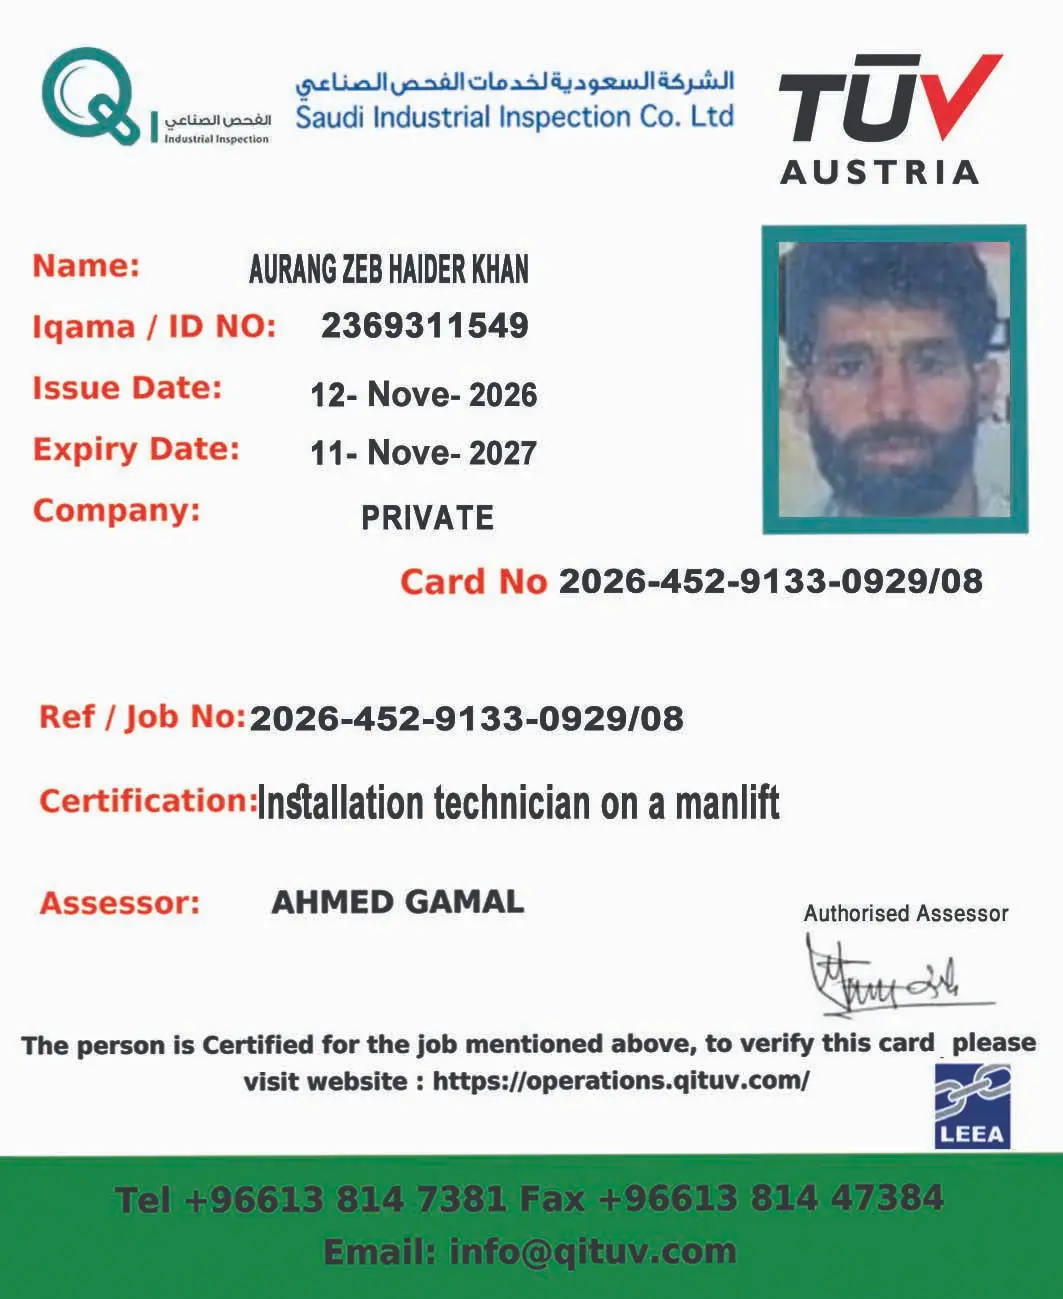 الفحص الصناعي
Industrial Inspection
الشركة السعودية لخدمات الفحص الصناعي
Saudi Industrial Inspection Co. Ltd
TÜV
AUSTRIA
Name: AURANG ZEB HAIDER KHAN
Iqama / ID NO: 2369311549
Issue Date: 12- Nove- 2026
Expiry Date: 11- Nove- 2027
Company: PRIVATE
Card No 2026-452-9133-0929/08
Ref / Job No: 2026-452-9133-0929/08
Certification: Installation technician on a manlift
Assessor: AHMED GAMAL
Authorised Assessor
The person is Certified for the job mentioned above, to verify this card please
visit website : https://operations.qituv.com/
LEEA
Tel +96613 814 7381 Fax +96613 814 47384
Email: info@qituv.com